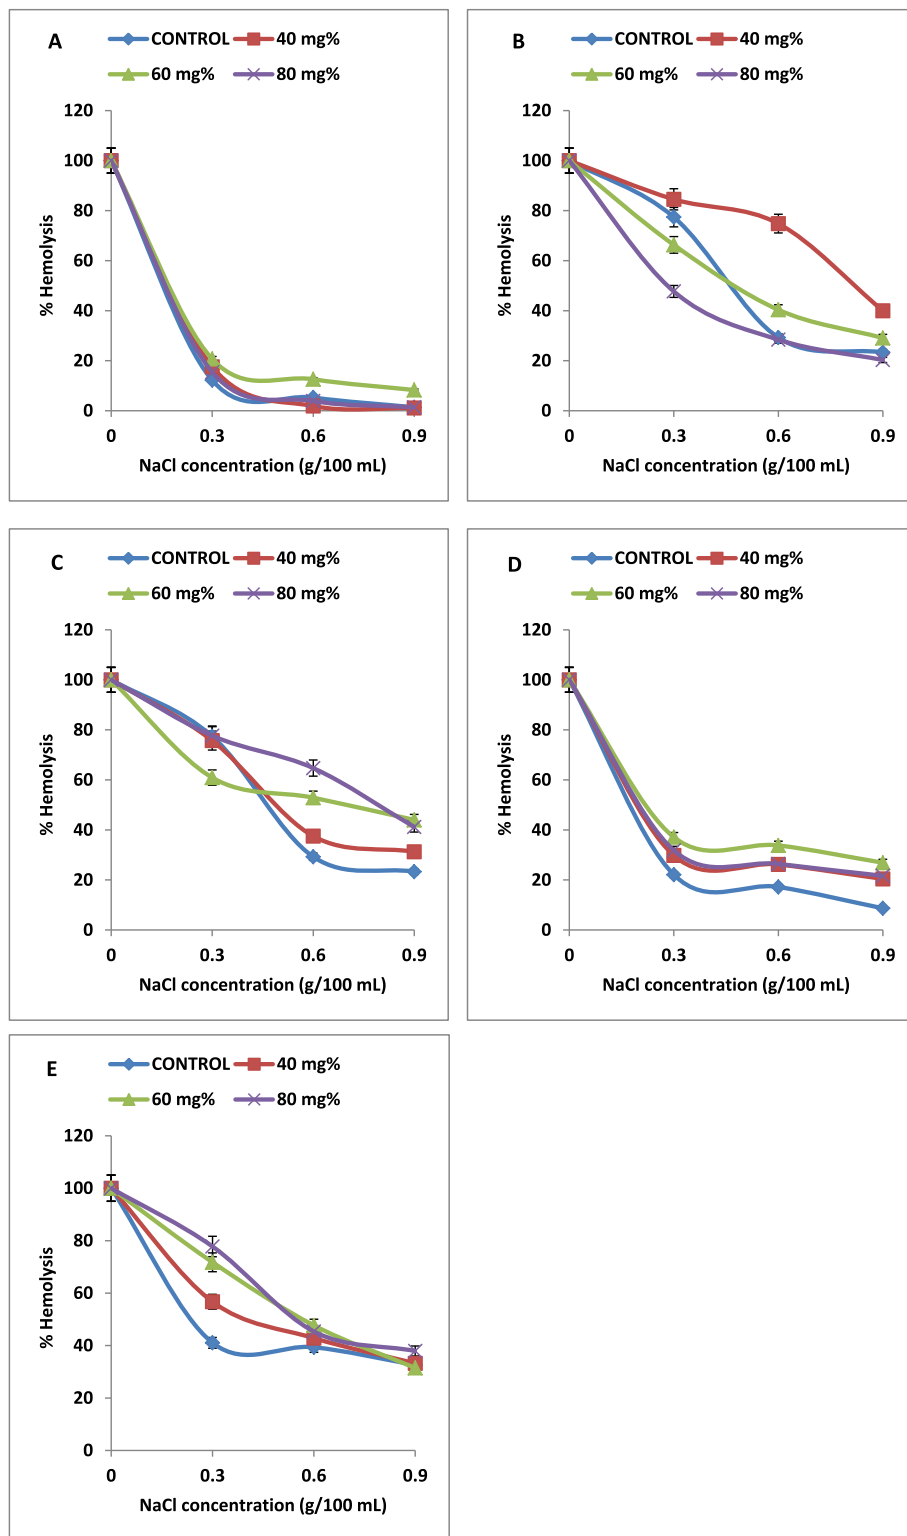 A
CONTROL 40 mg%
60 mg% 80 mg%
120
100
80
60
40
20
0
% Hemolysis
0 0.3 0.6 0.9
NaCl concentration (g/100 mL)
B
CONTROL 40 mg%
60 mg% 80 mg%
120
100
80
60
40
20
0
% Hemolysis
0 0.3 0.6 0.9
NaCl concentration (g/100 mL)
C
CONTROL 40 mg%
60 mg% 80 mg%
120
100
80
60
40
20
0
% Hemolysis
0 0.3 0.6 0.9
NaCl concentration (g/100 mL)
D
CONTROL 40 mg%
60 mg% 80 mg%
120
100
80
60
40
20
0
% Hemolysis
0 0.3 0.6 0.9
NaCl concentration (g/100 mL)
E
CONTROL 40 mg%
60 mg% 80 mg%
120
100
80
60
40
20
0
% Hemolysis
0 0.3 0.6 0.9
NaCl concentration (g/100 mL)